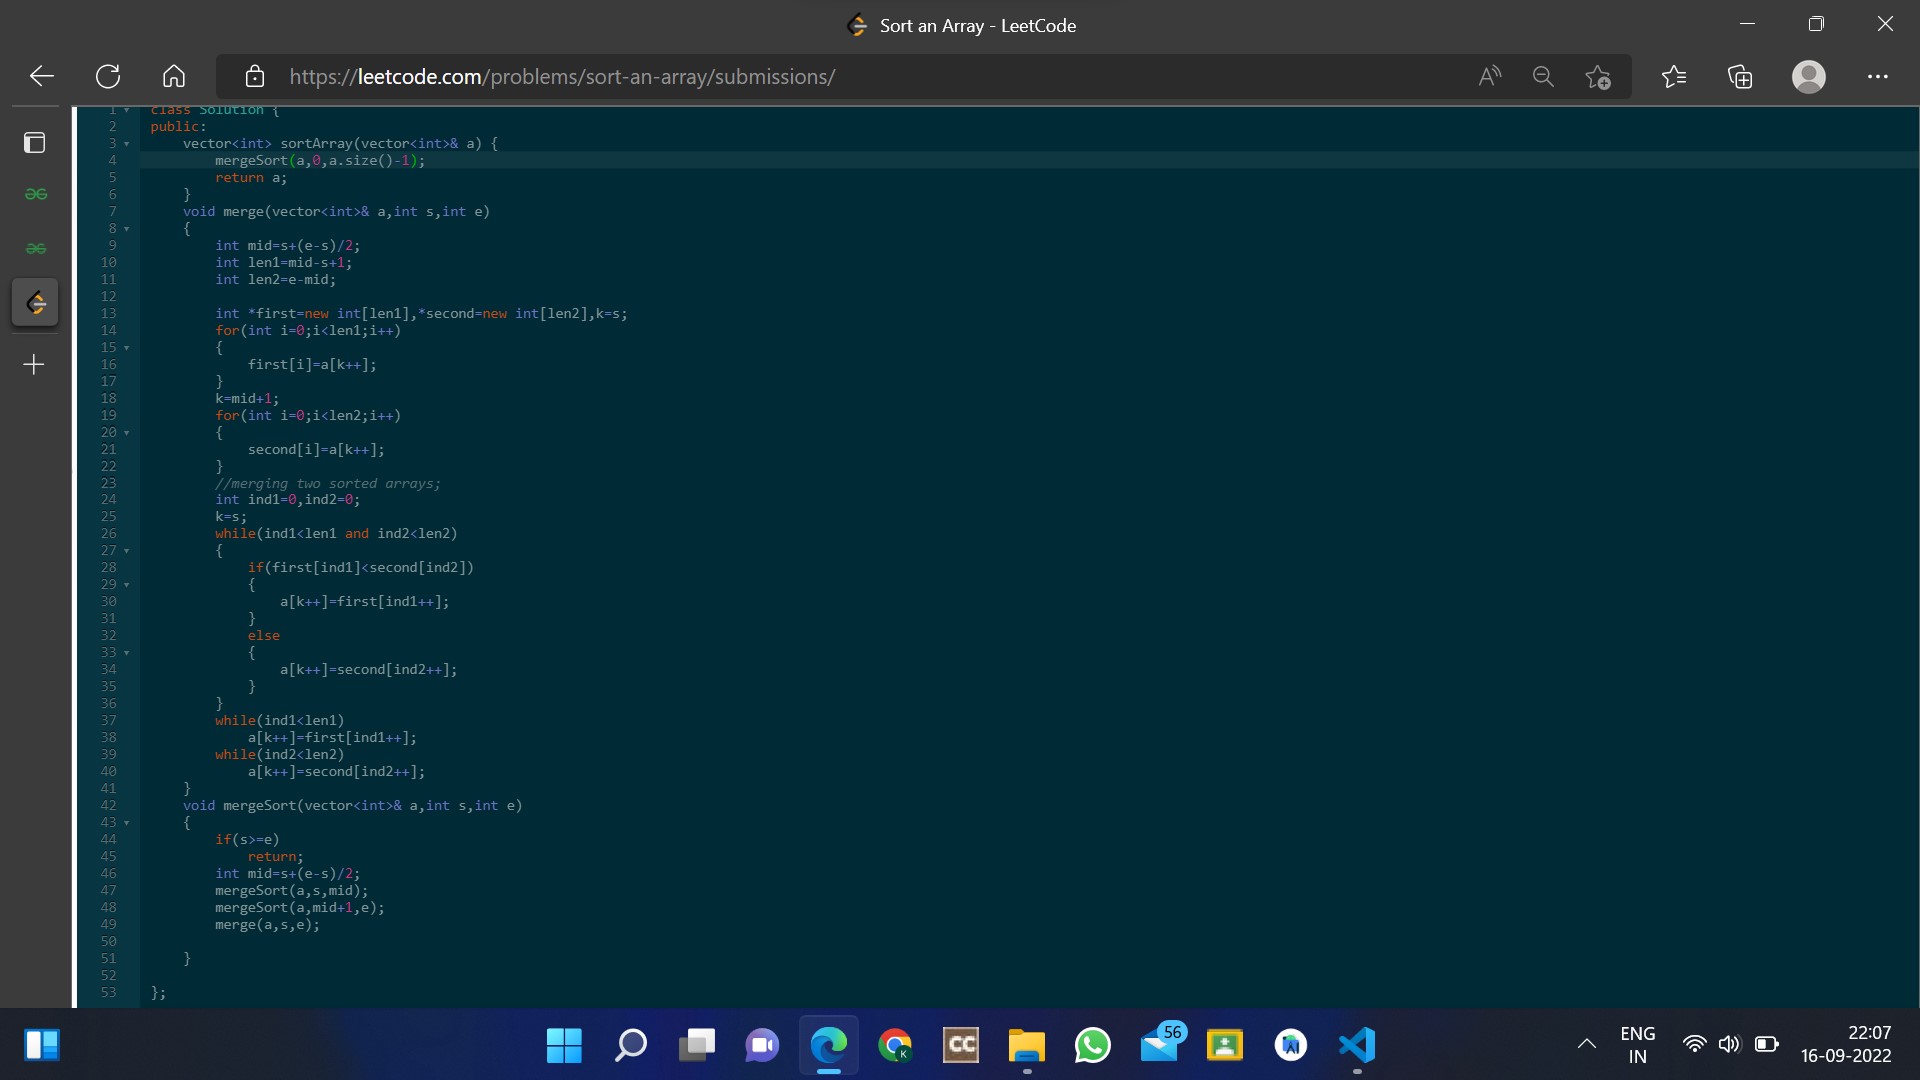 Sort an Array - LeetCode
https://leetcode.com/problems/sort-an-array/submissions/
1 class Solution {
2 public:
3 vector<int> sortArray(vector<int>& a) {
4 mergeSort(a,0,a.size()-1);
5 return a;
6 }
7 void merge(vector<int>& a,int s,int e)
8 {
9 int mid=s+(e-s)/2;
10 int len1=mid-s+1;
11 int len2=e-mid;
12
13 int *first=new int[len1],*second=new int[len2],k=s;
14 for(int i=0;i<len1;i++)
15 {
16 first[i]=a[k++];
17 }
18 k=mid+1;
19 for(int i=0;i<len2;i++)
20 {
21 second[i]=a[k++];
22 }
23 //merging two sorted arrays;
24 int ind1=0,ind2=0;
25 k=s;
26 while(ind1<len1 and ind2<len2)
27 {
28 if(first[ind1]<second[ind2])
29 {
30 a[k++]=first[ind1++];
31 }
32 else
33 {
34 a[k++]=second[ind2++];
35 }
36 }
37 while(ind1<len1)
38 a[k++]=first[ind1++];
39 while(ind2<len2)
40 a[k++]=second[ind2++];
41 }
42 void mergeSort(vector<int>& a,int s,int e)
43 {
44 if(s>=e)
45 return;
46 int mid=s+(e-s)/2;
47 mergeSort(a,s,mid);
48 mergeSort(a,mid+1,e);
49 merge(a,s,e);
50
51 }
52
53 };
K
CC
56
ENG
IN
22:07
16-09-2022